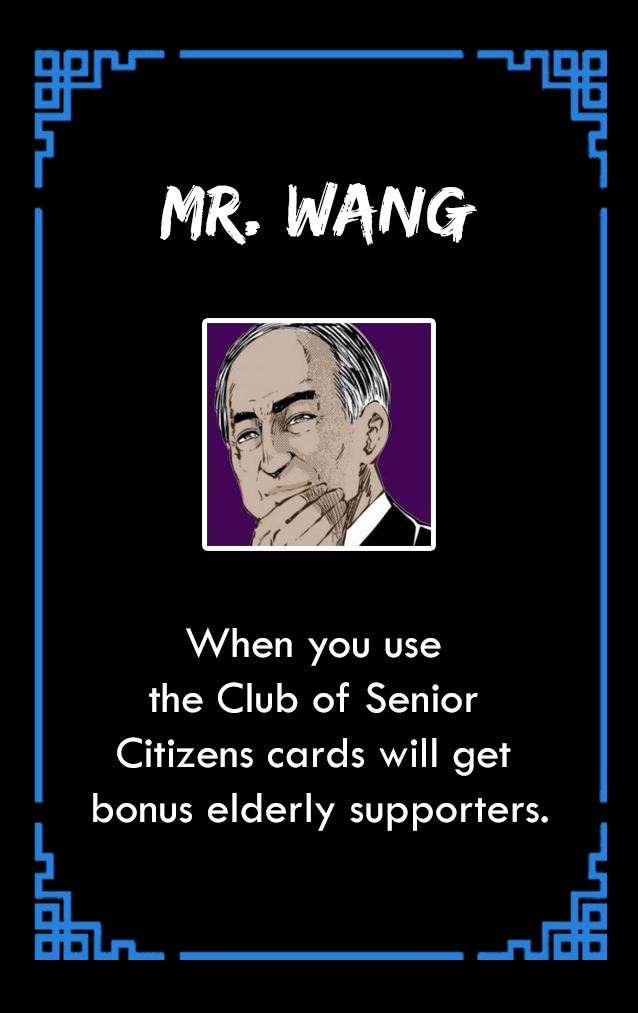 MR. WANG
When you use
the Club of Senior
Citizens cards will get
bonus elderly supporters.